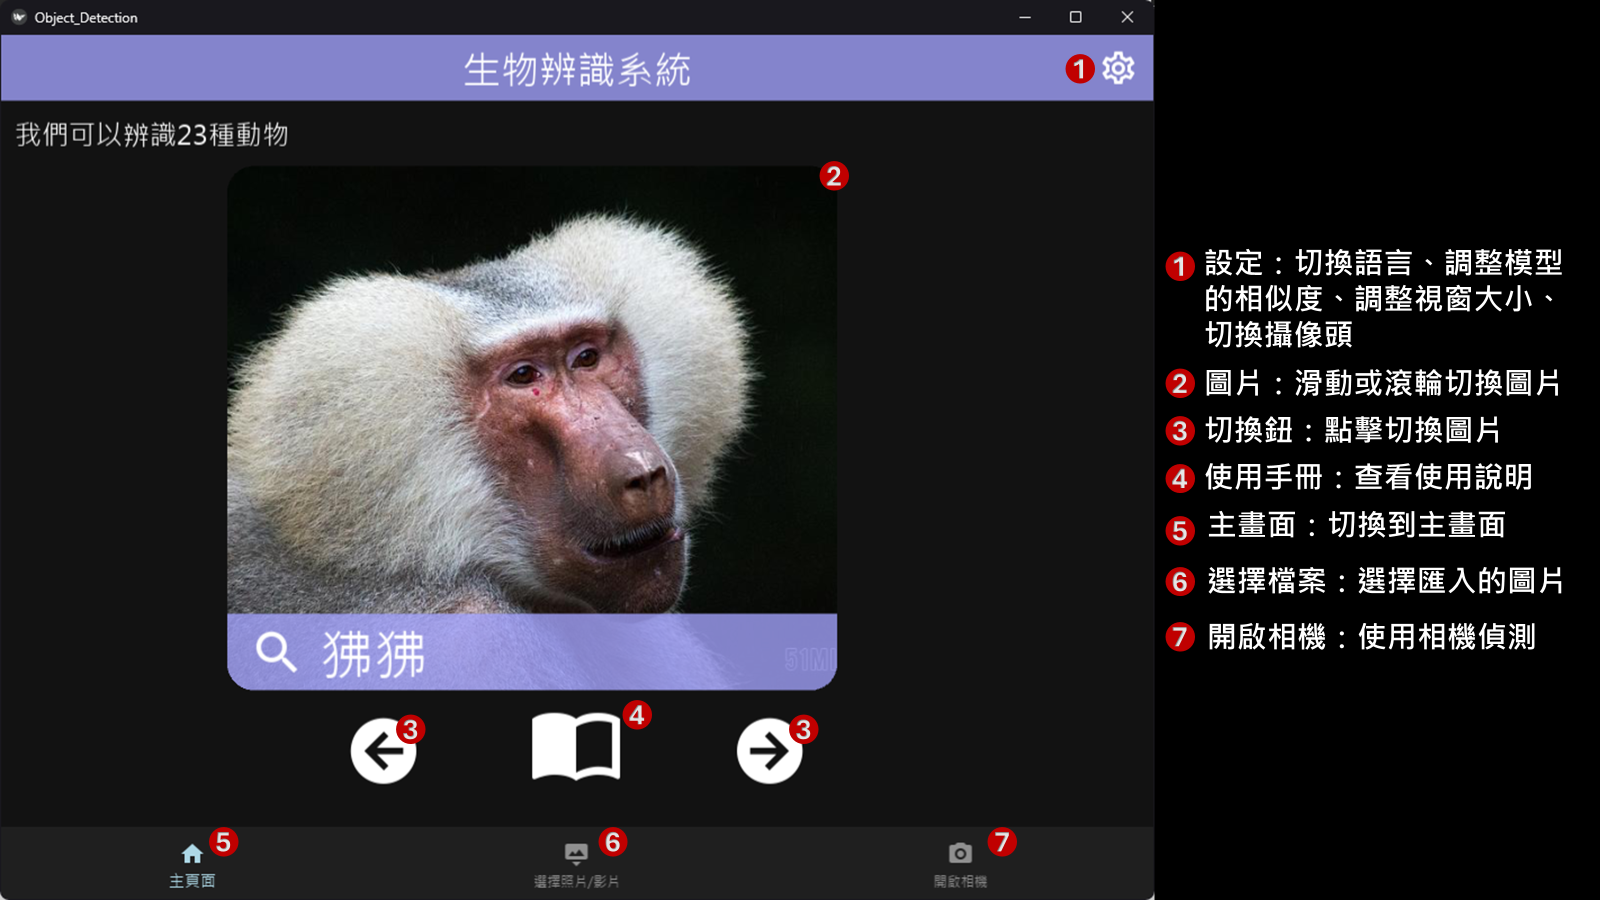 Object_Detection
生物辨識系統
1
我們可以辨識23種動物
2
狒狒
3
4
3
5
主頁面
6
選擇照片/影片
7
開啟相機
1 設定：切換語言、調整模型
的相似度、調整視窗大小、
切換攝像頭
2 圖片：滑動或滾輪切換圖片
3 切換鈕：點擊切換圖片
4 使用手冊：查看使用說明
5 主畫面：切換到主畫面
6 選擇檔案：選擇匯入的圖片
7 開啟相機：使用相機偵測